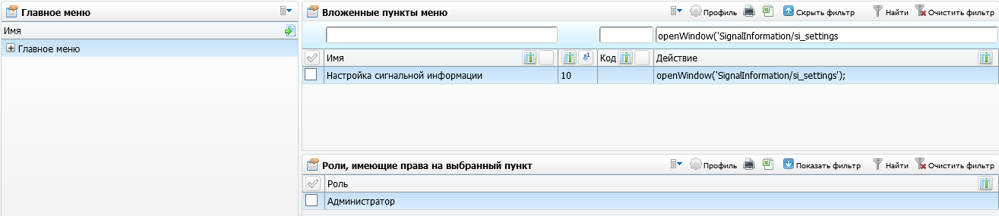 Главное меню
Имя
Главное меню
Вложенные пункты меню Профиль Скрыть фильтр Найти Очистить фильтр
openWindow('SignalInformation/si_settings
Имя 1 Код Действие
Настройка сигнальной информации 10 openWindow('SignalInformation/si_settings');
Роли, имеющие права на выбранный пункт Профиль Показать фильтр Найти Очистить фильтр
Роль
Администратор